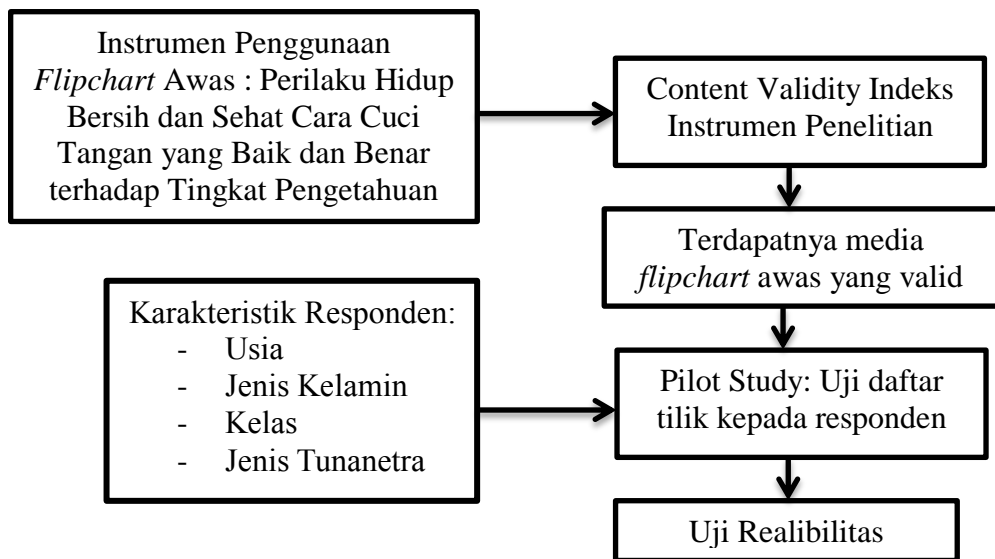 Instrumen Penggunaan
Flipchart Awas : Perilaku Hidup
Bersih dan Sehat Cara Cuci
Tangan yang Baik dan Benar
terhadap Tingkat Pengetahuan
Content Validity Indeks
Instrumen Penelitian
Terdapatnya media
flipchart awas yang valid
Karakteristik Responden:
- Usia
- Jenis Kelamin
- Kelas
- Jenis Tunanetra
Pilot Study: Uji daftar
tilik kepada responden
Uji Realibilitas